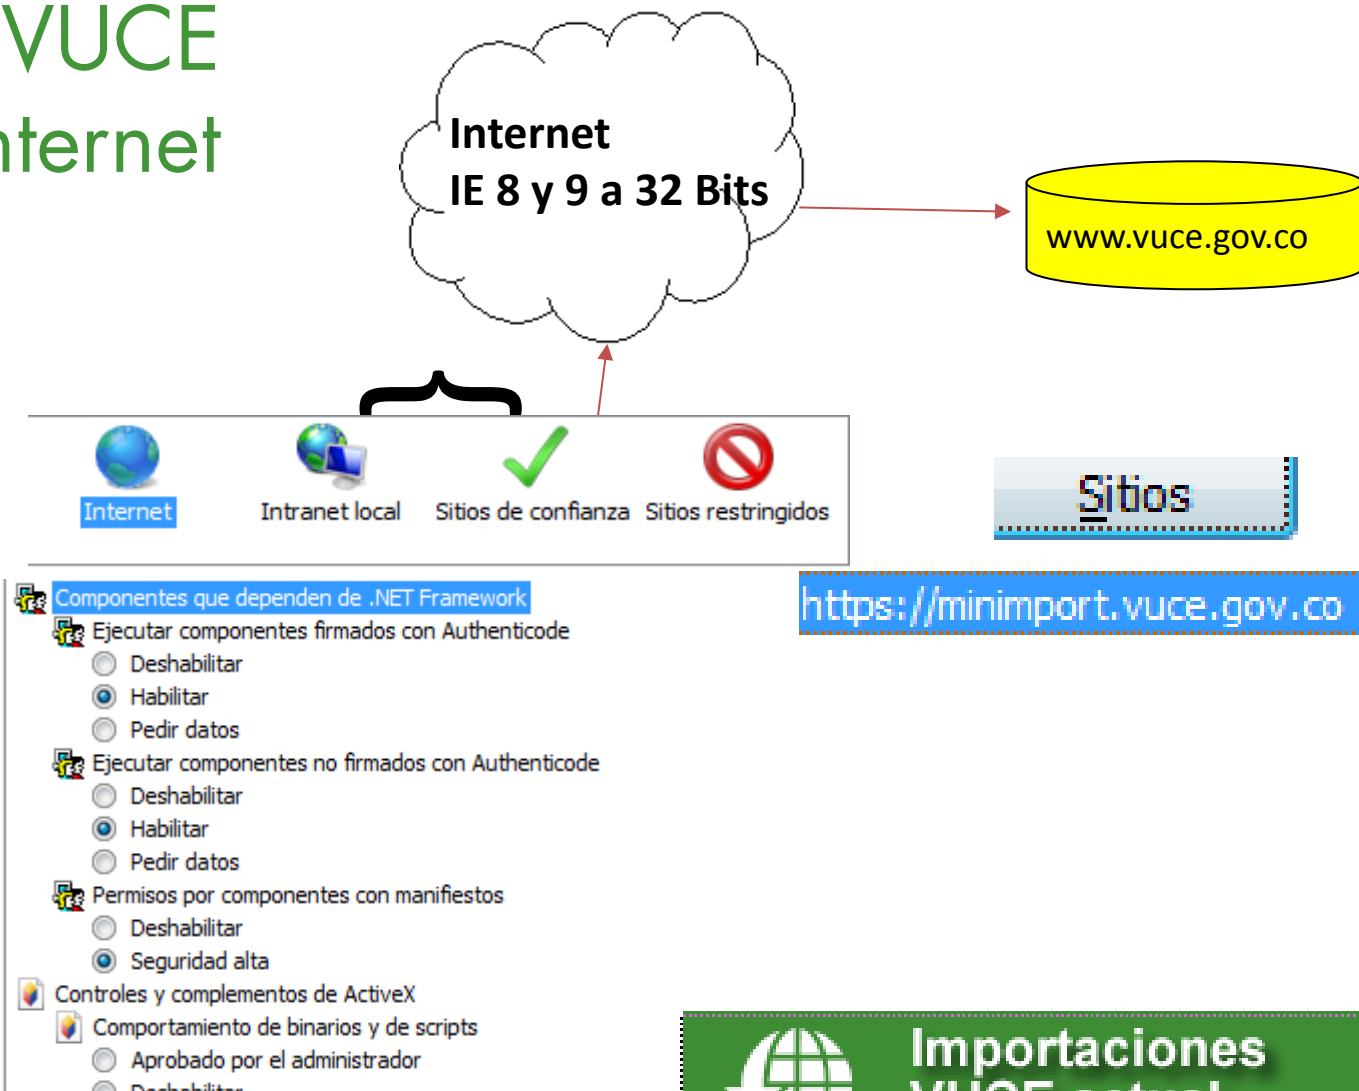 VUCE
nternet
Internet
IE 8 y 9 a 32 Bits
www.vuce.gov.co
Internet
Intranet local
Sitios de confianza
Sitios restringidos
Sitios
https://minimport.vuce.gov.co
Componentes que dependen de .NET Framework
Ejecutar componentes firmados con Authenticode
Deshabilitar
Habilitar
Pedir datos
Ejecutar componentes no firmados con Authenticode
Deshabilitar
Habilitar
Pedir datos
Permisos por componentes con manifiestos
Deshabilitar
Seguridad alta
Controles y complementos de ActiveX
Comportamiento de binarios y de scripts
Aprobado por el administrador
Deshabilitar
Importaciones
VUCE